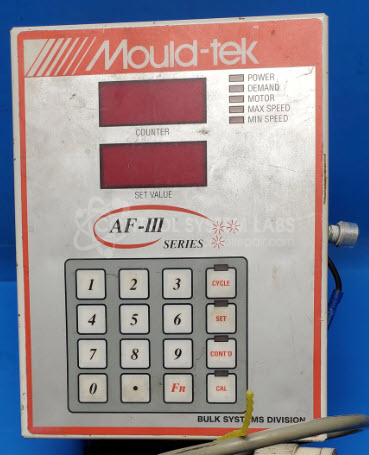 Mould-tek
POWER
DEMAND
MOTOR
MAX SPEED
MIN SPEED
COUNTER
SET VALUE
AF-III
SERIES
1 2 3 CYCLE
4 5 6 SET
7 8 9 CONT'D
0 . Fn CAL
BULK SYSTEMS DIVISION